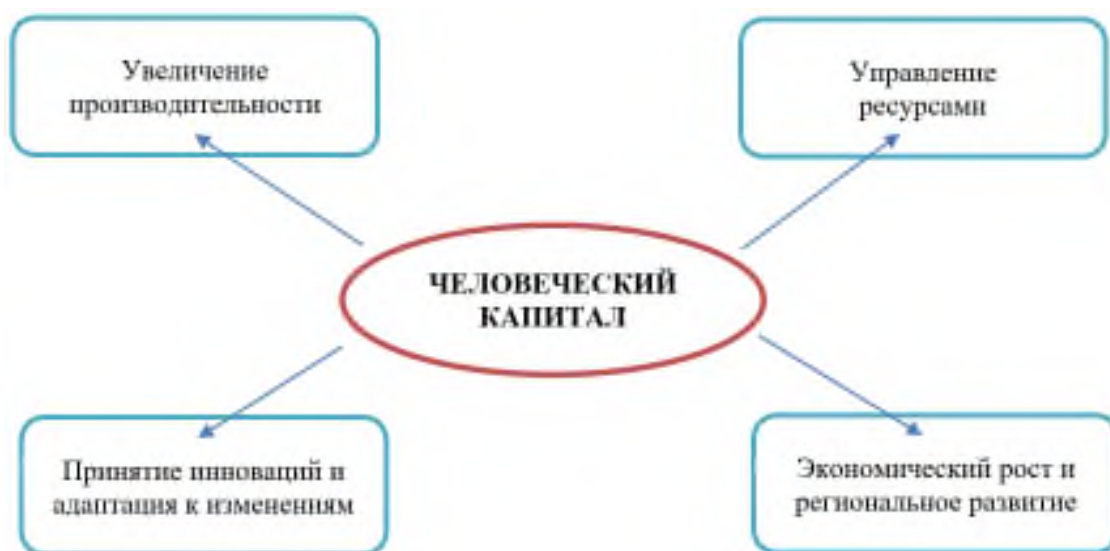 Увеличение
производительности
Управление
ресурсами
ЧЕЛОВЕЧЕСКИЙ
КАПИТАЛ
Принятие инноваций и
адаптация к изменениям
Экономический рост и
региональное развитие